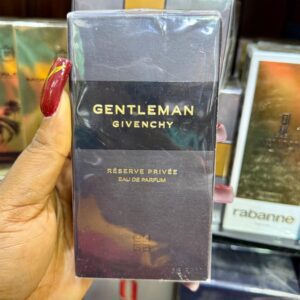 GENTLEMAN
GIVENCHY
RÉSERVE PRIVÉE
EAU DE PARFUM
rabanne